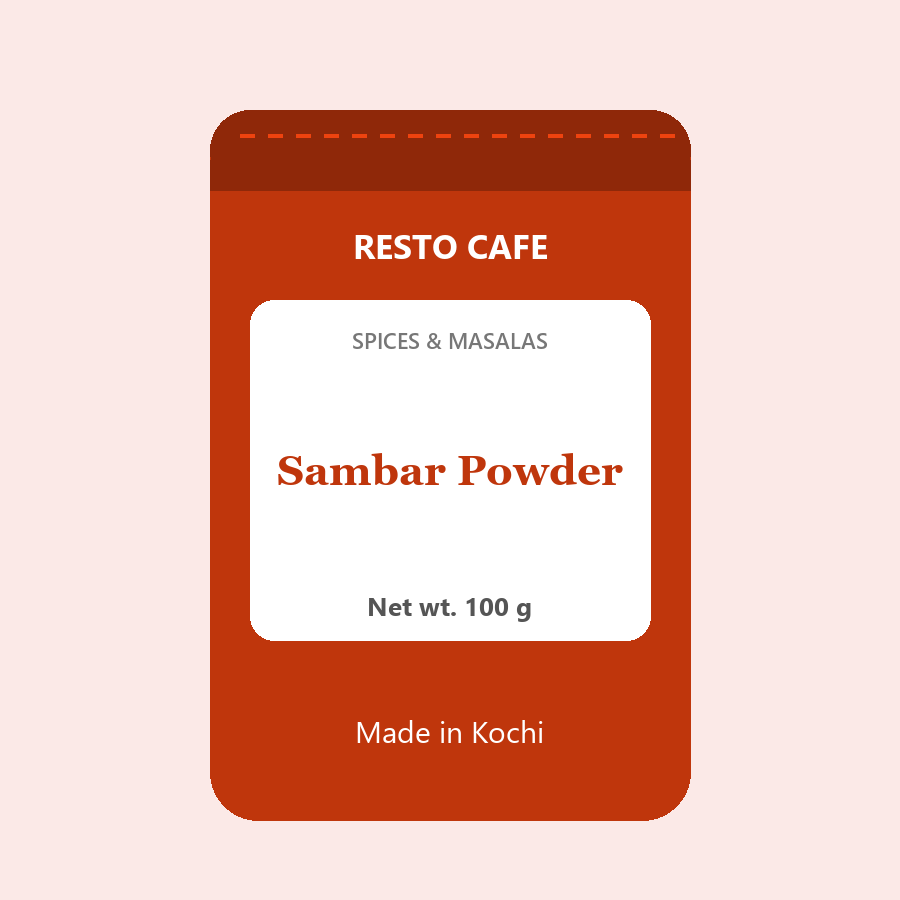 RESTO CAFE
SPICES & MASALAS
Sambar Powder
Net wt. 100 g
Made in Kochi